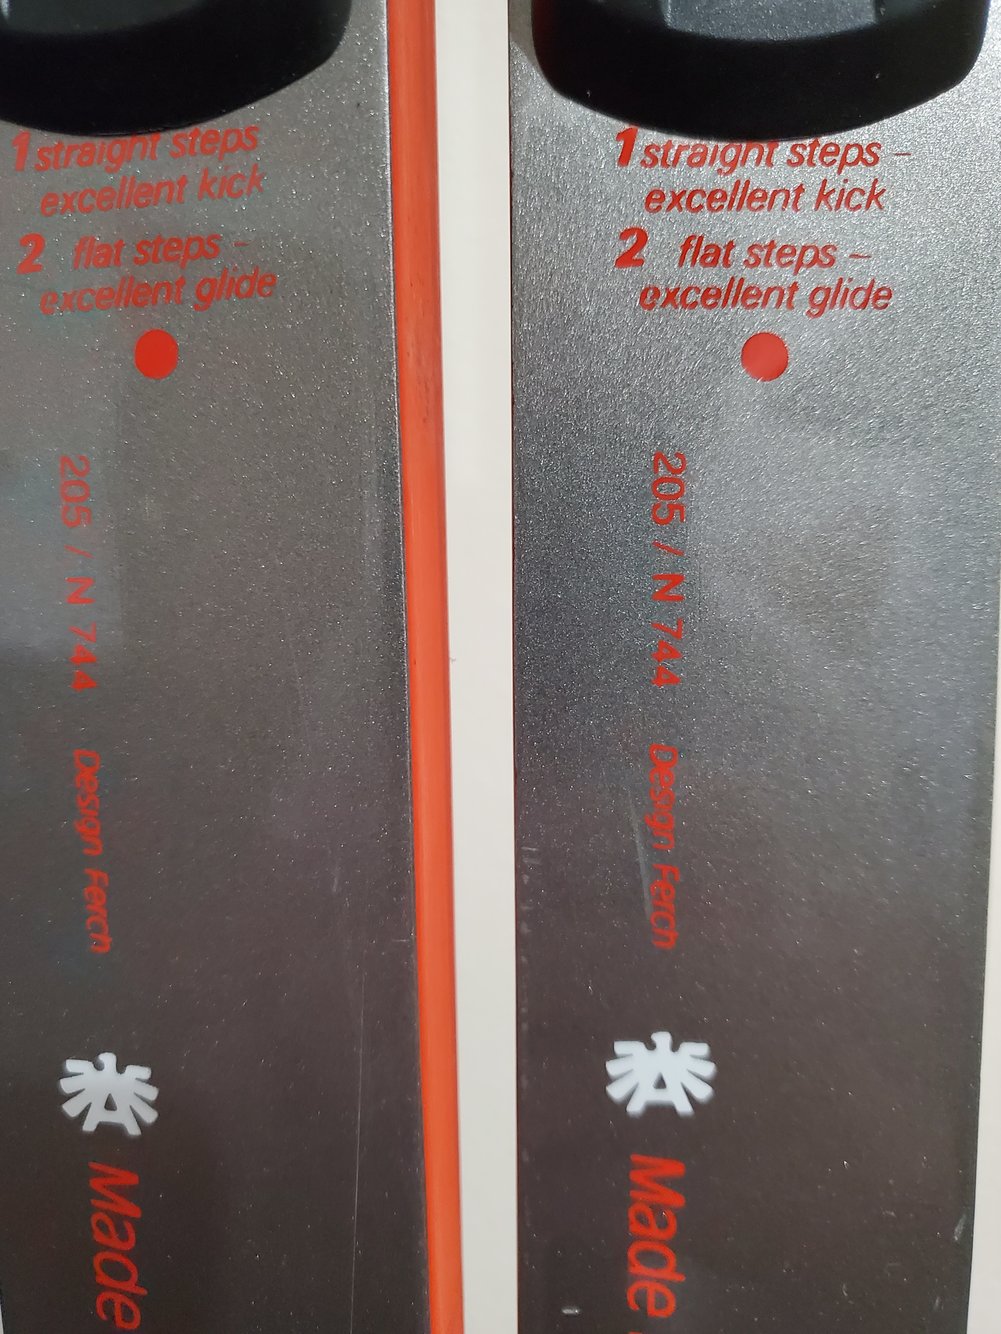 1 straight steps
excellent kick
2 flat steps -
excellent glide
205 / N 744 Design Ferch
Made
1 straight steps -
excellent kick
2 flat steps -
excellent glide
205 / N 744 Design Ferch
A
Made